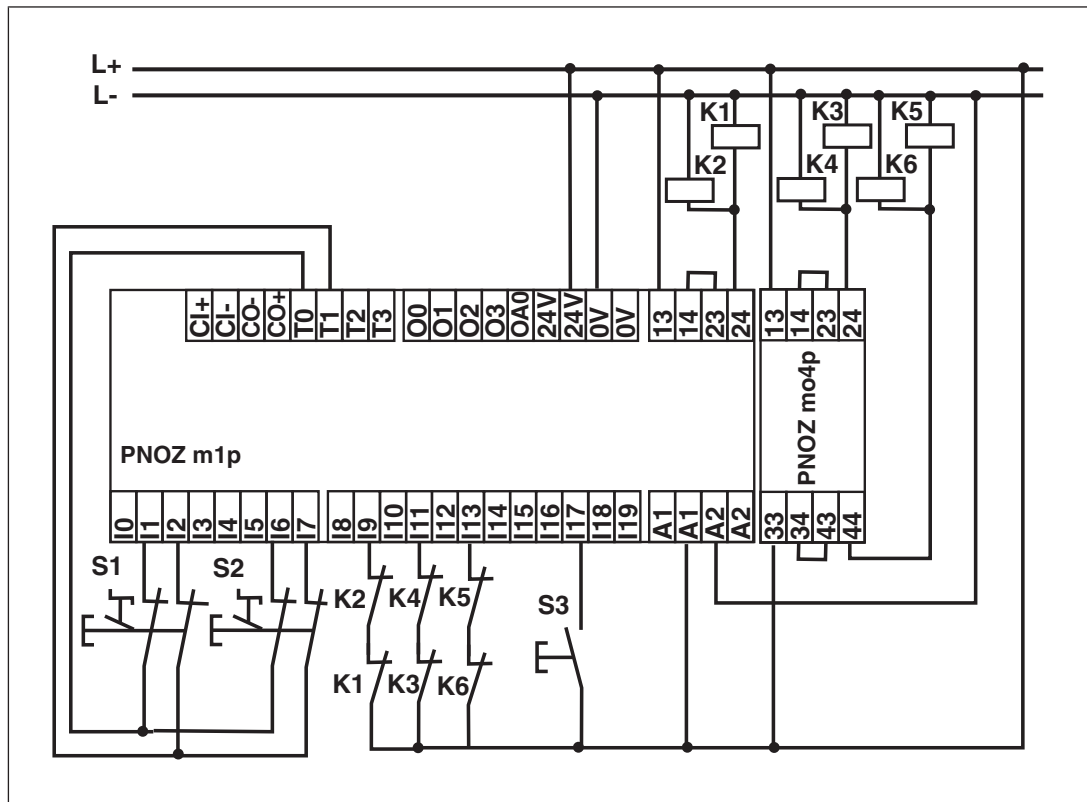 L+
L-
K1
K3
K5
K2
K4
K6
CI+
CI-
CO-
CO+
T0
T1
T2
T3
O0
O1
O2
O3
OA0
24V
24V
0V
0V
13
14
23
24
13
14
23
24
PNOZ m1p
PNOZ mo4p
I0
I1
I2
I3
I4
I5
I6
I7
I8
I9
I10
I11
I12
I13
I14
I15
I16
I17
I18
I19
A1
A1
A2
A2
33
34
43
44
S1
S2
K2
K4
K5
S3
K1
K3
K6